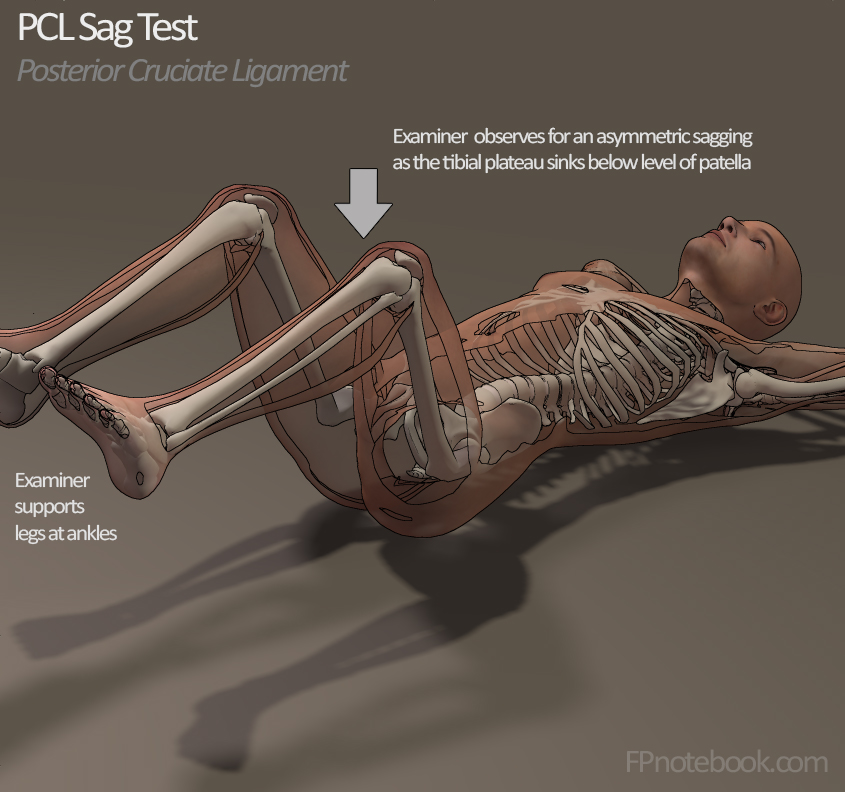 PCL Sag Test
Posterior Cruciate Ligament
Examiner observes for an asymmetric sagging
as the tibial plateau sinks below level of patella
Examiner
supports
legs at ankles
FPnotebook.com